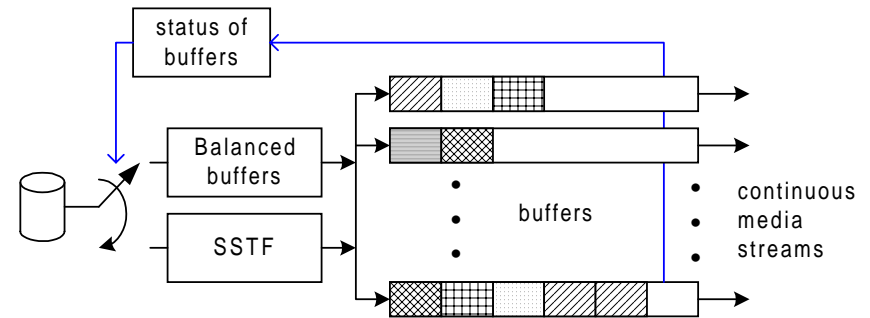 status of
buffers
Balanced
buffers
SSTF
buffers
continuous
media
streams